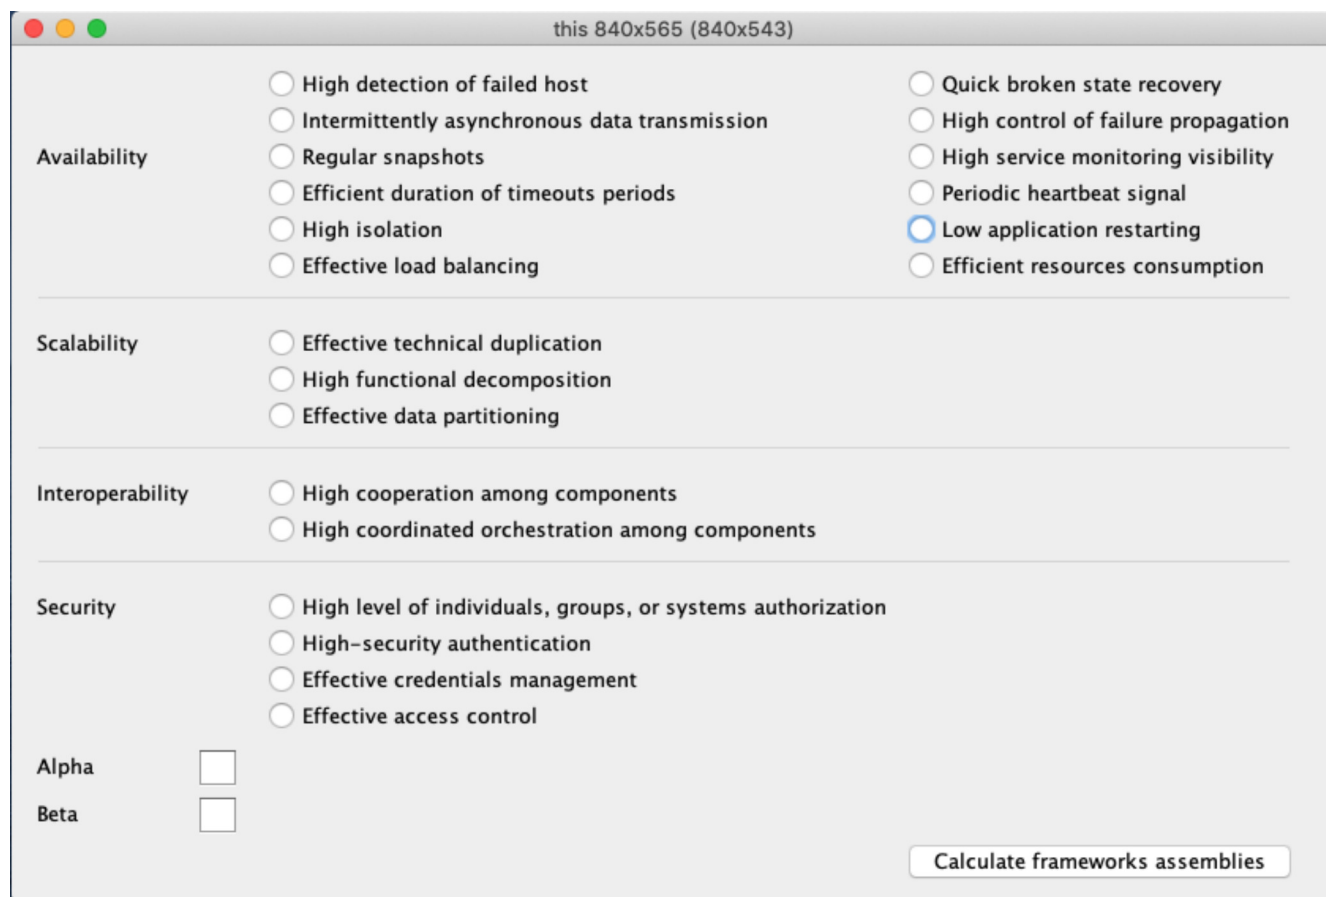 this 840x565 (840x543)
High detection of failed host Quick broken state recovery
Intermittently asynchronous data transmission High control of failure propagation
Availability Regular snapshots High service monitoring visibility
Efficient duration of timeouts periods Periodic heartbeat signal
High isolation Low application restarting
Effective load balancing Efficient resources consumption
Scalability Effective technical duplication
High functional decomposition
Effective data partitioning
Interoperability High cooperation among components
High coordinated orchestration among components
Security High level of individuals, groups, or systems authorization
High-security authentication
Effective credentials management
Effective access control
Alpha
Beta
Calculate frameworks assemblies